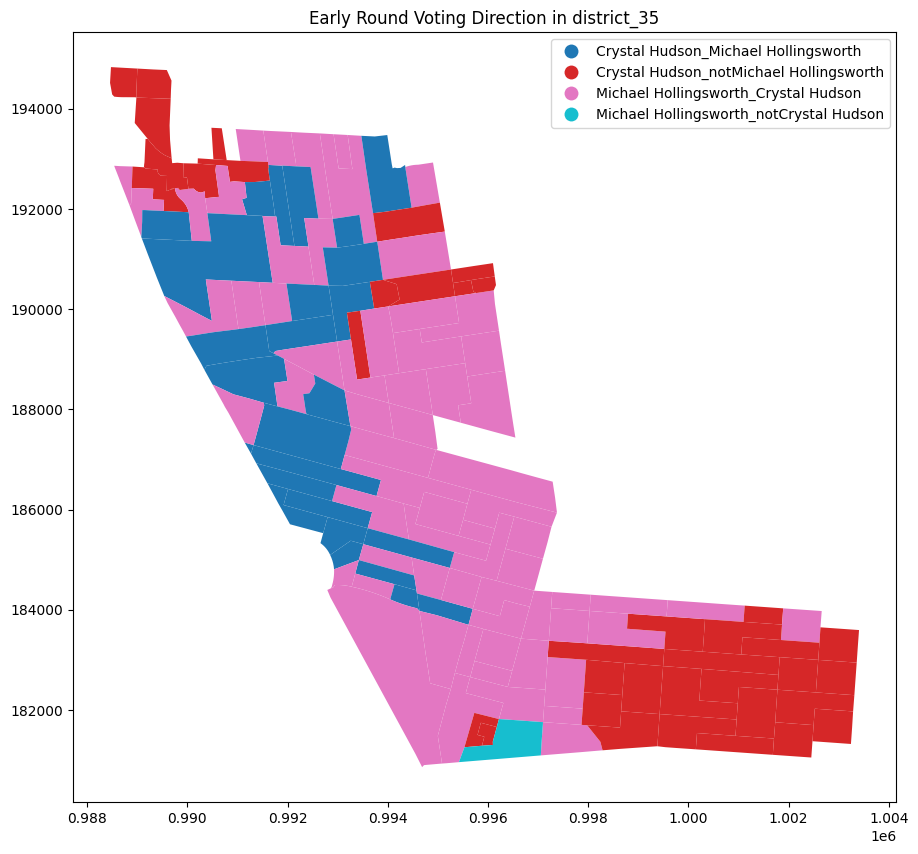 Early Round Voting Direction in district_35
Crystal Hudson_Michael Hollingsworth
Crystal Hudson_notMichael Hollingsworth
Michael Hollingsworth_Crystal Hudson
Michael Hollingsworth_notCrystal Hudson
194000
192000
190000
188000
186000
184000
182000
0.988 0.990 0.992 0.994 0.996 0.998 1.000 1.002 1.004
1e6